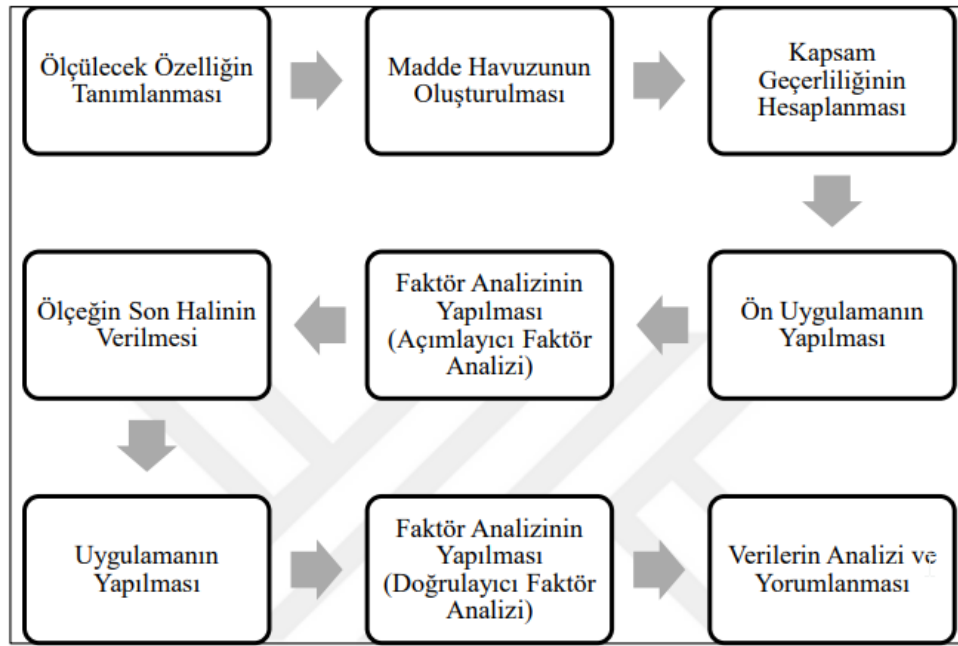 Ölçülecek Özelliğin
Tanımlanması
Madde Havuzunun
Oluşturulması
Kapsam
Geçerliliğinin
Hesaplanması
Ön Uygulamanın
Yapılması
Faktör Analizinin
Yapılması
(Açımlayıcı Faktör
Analizi)
Ölçeğin Son Halinin
Verilmesi
Uygulamanın
Yapılması
Faktör Analizinin
Yapılması
(Doğrulayıcı Faktör
Analizi)
Verilerin Analizi ve
Yorumlanması